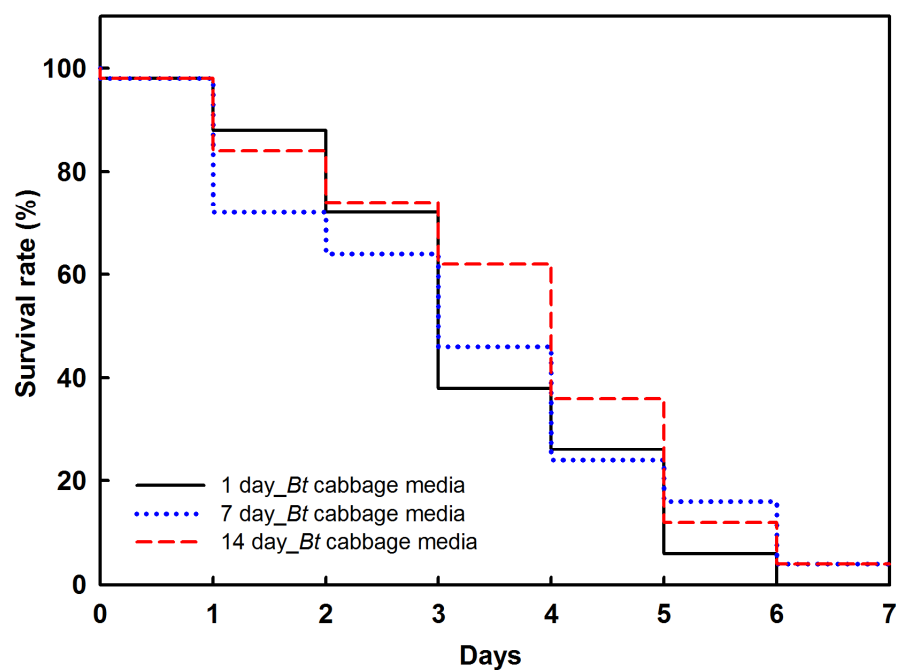 100
80
60
40
20
0
Survival rate (%)
1 day_Bt cabbage media
7 day_Bt cabbage media
14 day_Bt cabbage media
0 1 2 3 4 5 6 7
Days